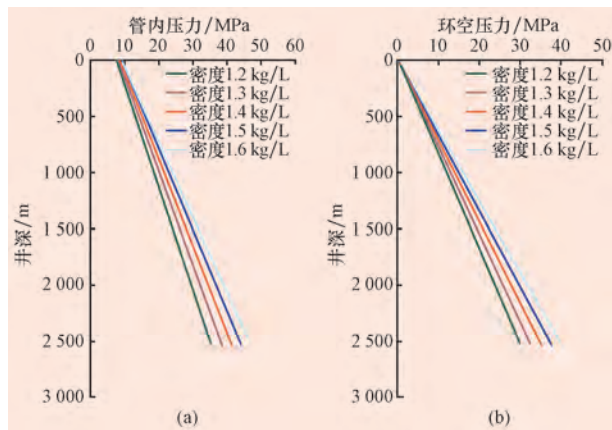 管内压力/MPa
0 10 20 30 40 50 60
密度1.2 kg/L
密度1.3 kg/L
密度1.4 kg/L
密度1.5 kg/L
密度1.6 kg/L
0
500
1 000
1 500
2 000
2 500
3 000
井深/m
(a)
环空压力/MPa
0 10 20 30 40 50
密度1.2 kg/L
密度1.3 kg/L
密度1.4 kg/L
密度1.5 kg/L
密度1.6 kg/L
0
500
1 000
1 500
2 000
2 500
3 000
井深/m
(b)